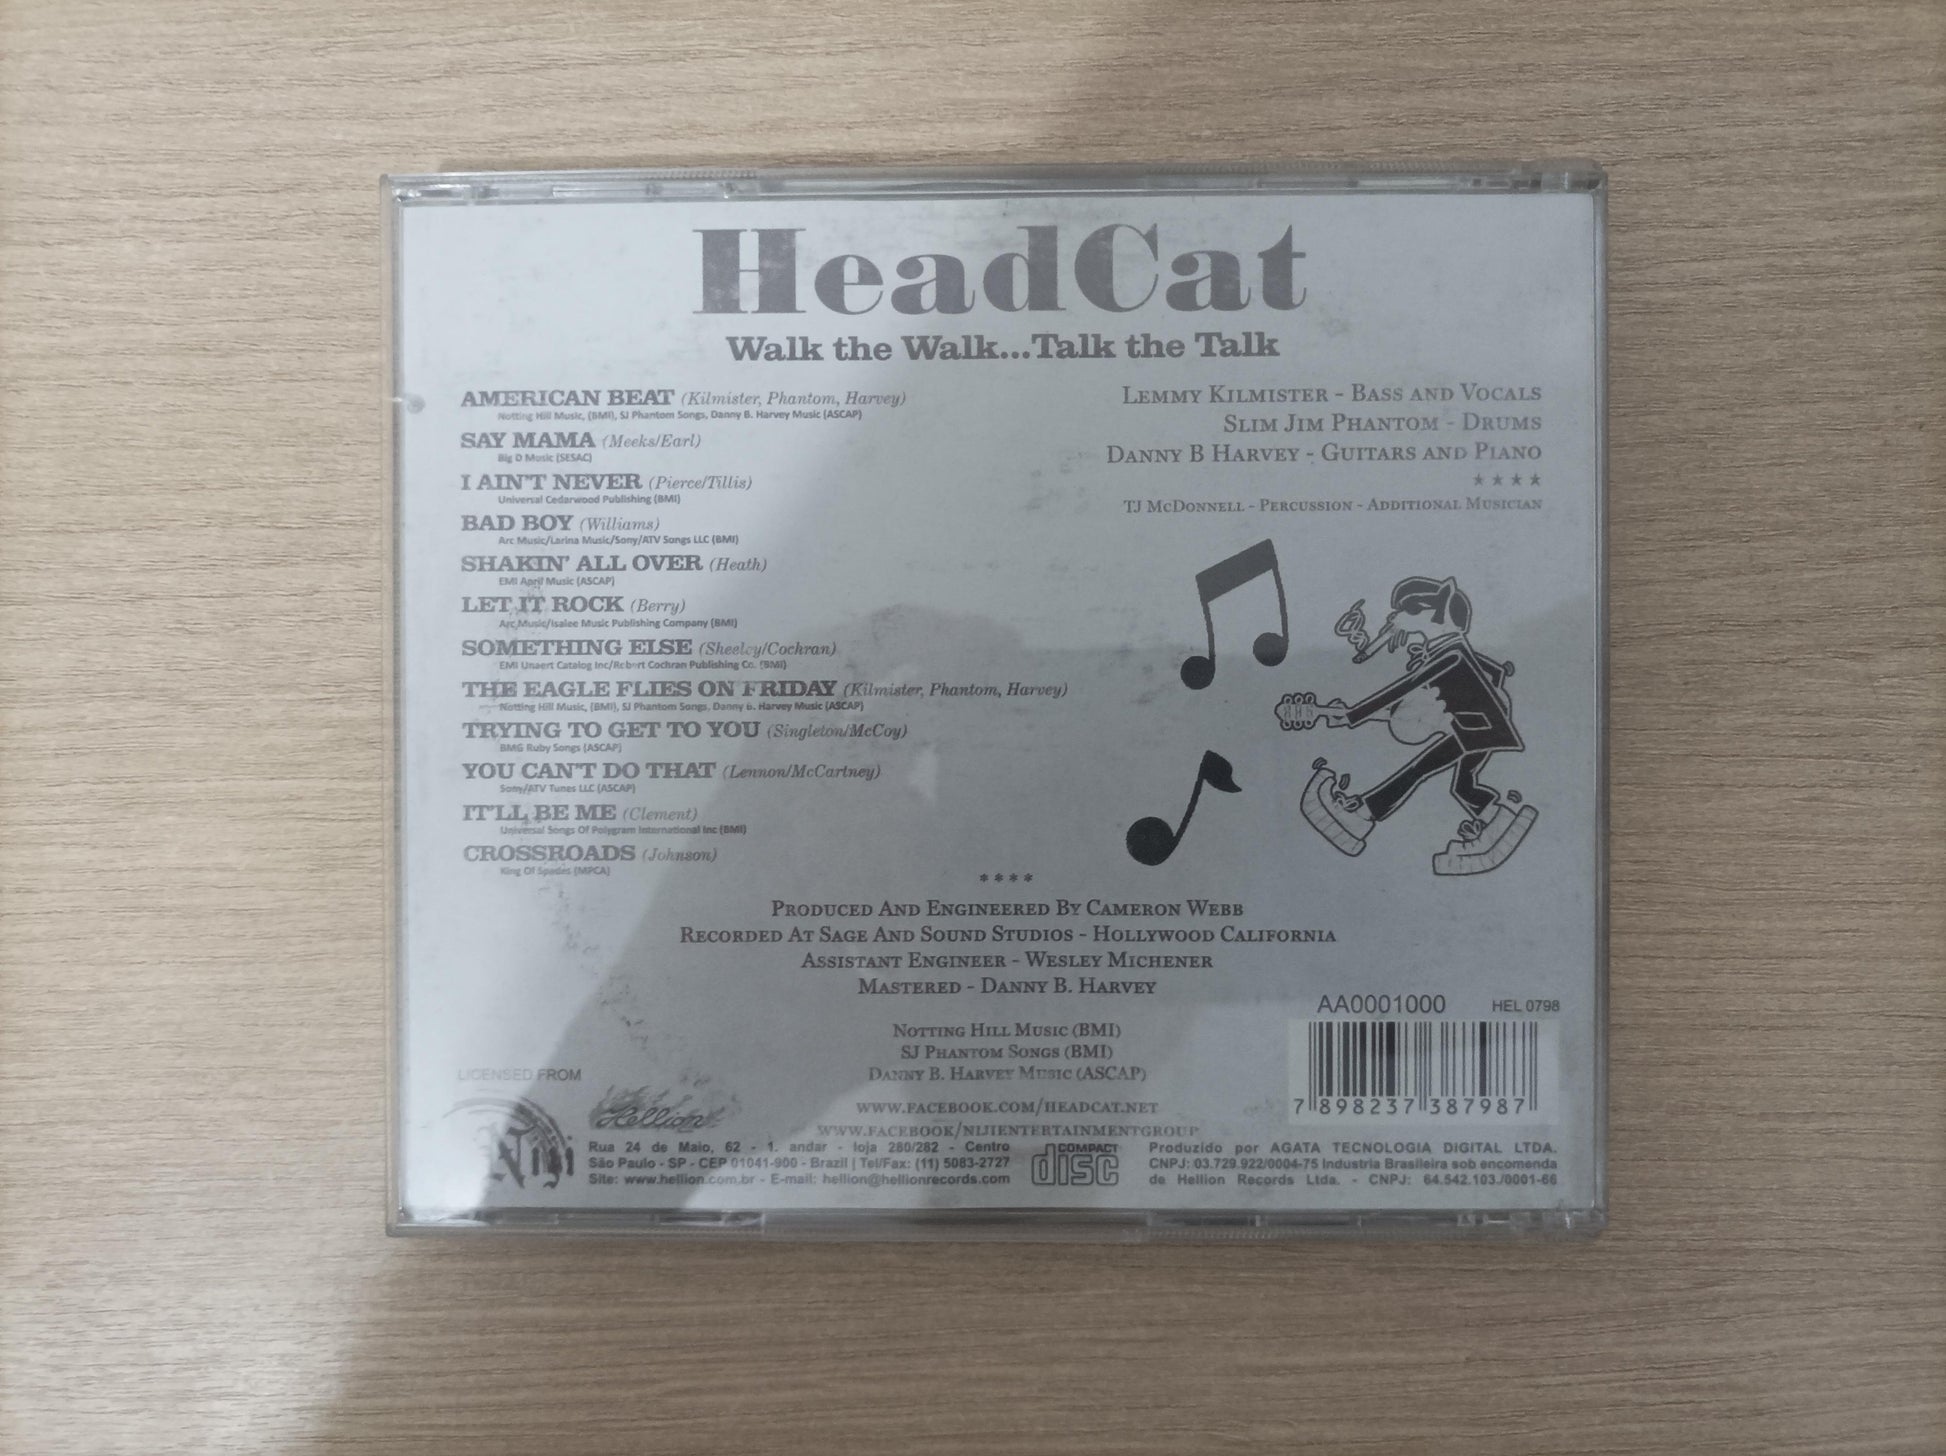 HeadCat
Walk the Walk...Talk the Talk
AMERICAN BEAT (Kilmister, Phantom, Harvey)
Notting Hill Music, (BMI), SJ Phantom Songs, Danny B. Harvey Music (ASCAP)
SAY MAMA (Meeks/Earl)
Big D Music (SESAC)
I AIN'T NEVER (Pierce/Tillis)
Universal Cedarwood Publishing (BMI)
BAD BOY (Williams)
Arc Music/Larina Music/Sony/ATV Songs LLC (BMI)
SHAKIN' ALL OVER (Heath)
EMI April Music (ASCAP)
LET IT ROCK (Berry)
Arc Music/Isalee Music Publishing Company (BMI)
SOMETHING ELSE (Sheeley/Cochran)
EMI Unaert Catalog Inc/Robert Cochran Publishing Co. (BMI)
THE EAGLE FLIES ON FRIDAY (Kilmister, Phantom, Harvey)
Notting Hill Music, (BMI), SJ Phantom Songs, Danny B. Harvey Music (ASCAP)
TRYING TO GET TO YOU (Singleton/McCoy)
BMG Ruby Songs (ASCAP)
YOU CAN'T DO THAT (Lennon/McCartney)
Sony/ATV Tunes LLC (ASCAP)
IT'LL BE ME (Clement)
Universal Songs Of Polygram International Inc (BMI)
CROSSROADS (Johnson)
King Of Spades (MPCA)
LEMMY KILMISTER - BASS AND VOCALS
SLIM JIM PHANTOM - DRUMS
DANNY B HARVEY - GUITARS AND PIANO
★ ★ ★ ★
TJ MCDONNELL - PERCUSSION - ADDITIONAL MUSICIAN
****
PRODUCED AND ENGINEERED BY CAMERON WEBB
RECORDED AT SAGE AND SOUND STUDIOS - HOLLYWOOD CALIFORNIA
ASSISTANT ENGINEER - WESLEY MICHENER
MASTERED - DANNY B. HARVEY
NOTTING HILL MUSIC (BMI)
SJ PHANTOM SONGS (BMI)
DANNY B. HARVEY MUSIC (ASCAP)
WWW.FACEBOOK.COM/HEADCAT.NET
WWW.FACEBOOK/NIJIENTERTAINMENTGROUP
AA0001000 HEL 0798
7 898237 387987
LICENSED FROM
Niji
Hellion
Rua 24 de Maio, 62 - 1. andar - loja 280/282 - Centro
São Paulo - SP - CEP 01041-900 - Brazil | Tel/Fax: (11) 5083-2727
Site: www.hellion.com.br - E-mail: hellion@hellionrecords.com
COMPACT
disc
Produzido por AGATA TECNOLOGIA DIGITAL LTDA.
CNPJ: 03.729.922/0004-75 Industria Brasileira sob encomenda
de Hellion Records Ltda. - CNPJ: 64.542.103./0001-66